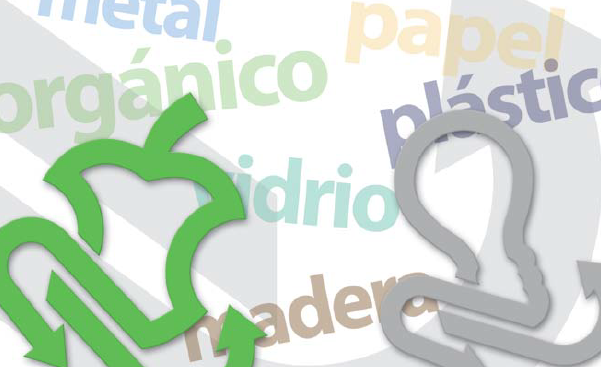 metal
papel
orgánico
plástic
vidrio
madera